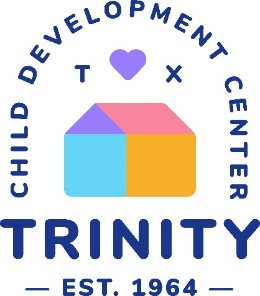 CHILD DEVELOPMENT CENTER
T X
TRINITY
— EST. 1964 —